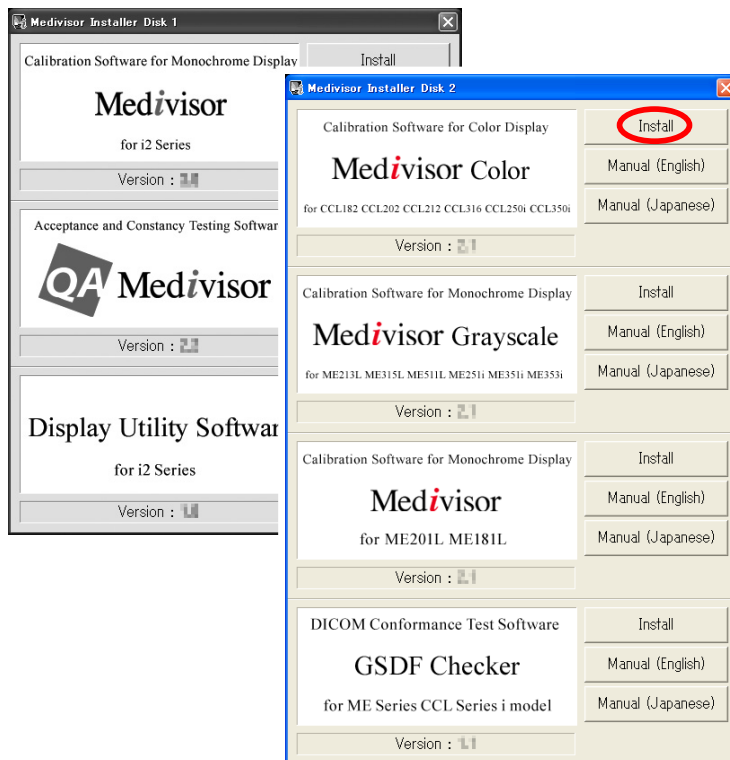 Medivisor Installer Disk 1
Calibration Software for Monochrome Display
Install
Medivisor
for i2 Series
Version :
Acceptance and Constancy Testing Softwar
QA Medivisor
Version :
Display Utility Softwar
for i2 Series
Version :
Medivisor Installer Disk 2
Calibration Software for Color Display
Medivisor Color
for CCL182 CCL202 CCL212 CCL316 CCL250i CCL350i
Version :
Install
Manual (English)
Manual (Japanese)
Calibration Software for Monochrome Display
Medivisor Grayscale
for ME213L ME315L ME511L ME251i ME351i ME353i
Version :
Install
Manual (English)
Manual (Japanese)
Calibration Software for Monochrome Display
Medivisor
for ME201L ME181L
Version :
Install
Manual (English)
Manual (Japanese)
DICOM Conformance Test Software
GSDF Checker
for ME Series CCL Series i model
Version :
Install
Manual (English)
Manual (Japanese)